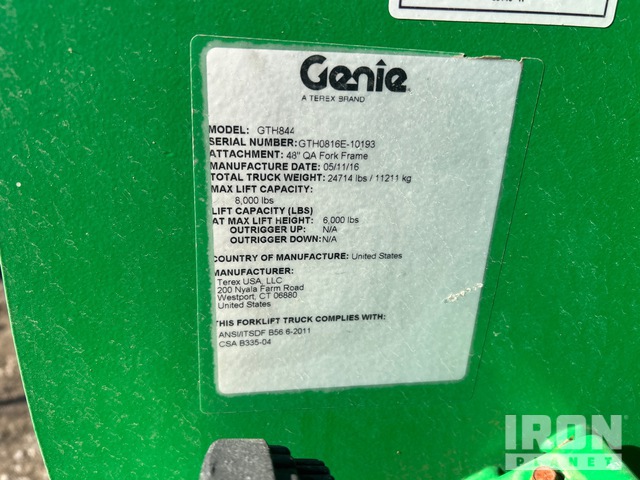 Genie
A TEREX BRAND
MODEL: GTH844
SERIAL NUMBER: GTH0816E-10193
ATTACHMENT: 48" QA Fork Frame
MANUFACTURE DATE: 05/11/16
TOTAL TRUCK WEIGHT: 24714 lbs / 11211 kg
MAX LIFT CAPACITY:
8,000 lbs
LIFT CAPACITY (LBS)
AT MAX LIFT HEIGHT: 6,000 lbs
OUTRIGGER UP: N/A
OUTRIGGER DOWN: N/A
COUNTRY OF MANUFACTURE: United States
MANUFACTURER:
Terex USA, LLC
200 Nyala Farm Road
Westport, CT 06880
United States
THIS FORKLIFT TRUCK COMPLIES WITH:
ANSI/ITSDF B56.6-2011
CSA B335-04
IRON
PLANET